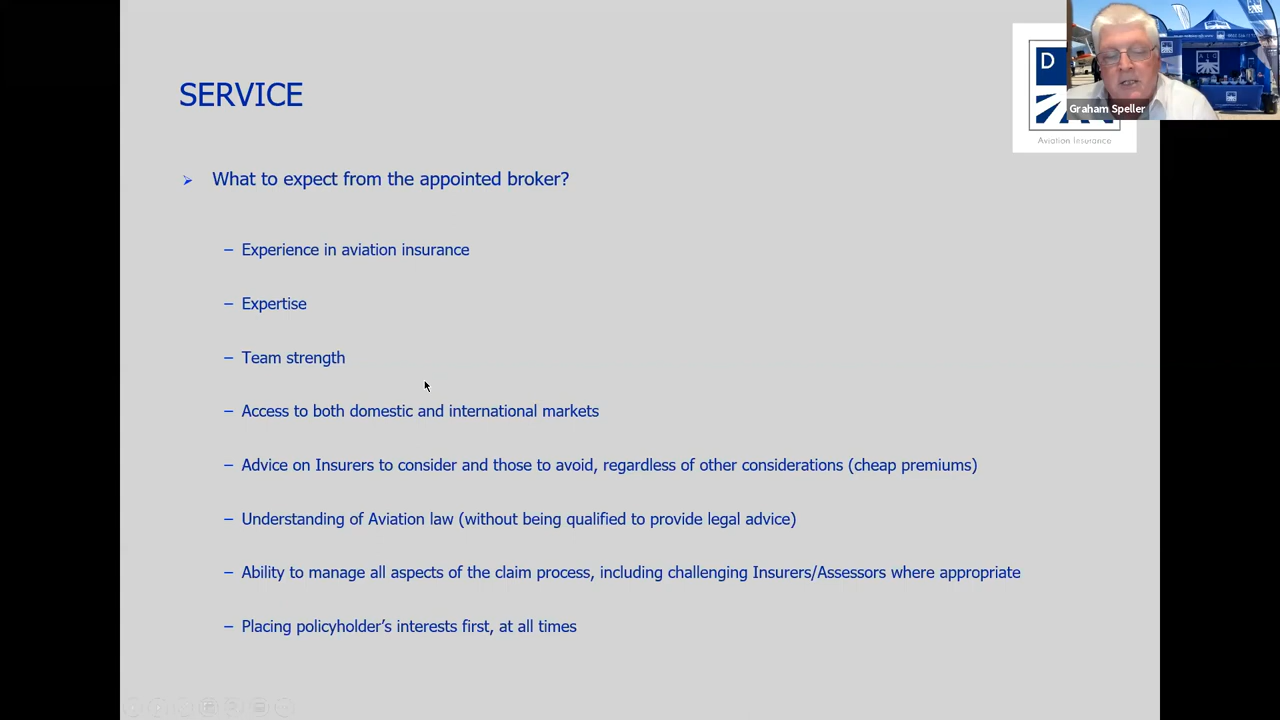 SERVICE
D
Graham Speller
Aviation Insurance
➢ What to expect from the appointed broker?
– Experience in aviation insurance
– Expertise
– Team strength
– Access to both domestic and international markets
– Advice on Insurers to consider and those to avoid, regardless of other considerations (cheap premiums)
– Understanding of Aviation law (without being qualified to provide legal advice)
– Ability to manage all aspects of the claim process, including challenging Insurers/Assessors where appropriate
– Placing policyholder’s interests first, at all times